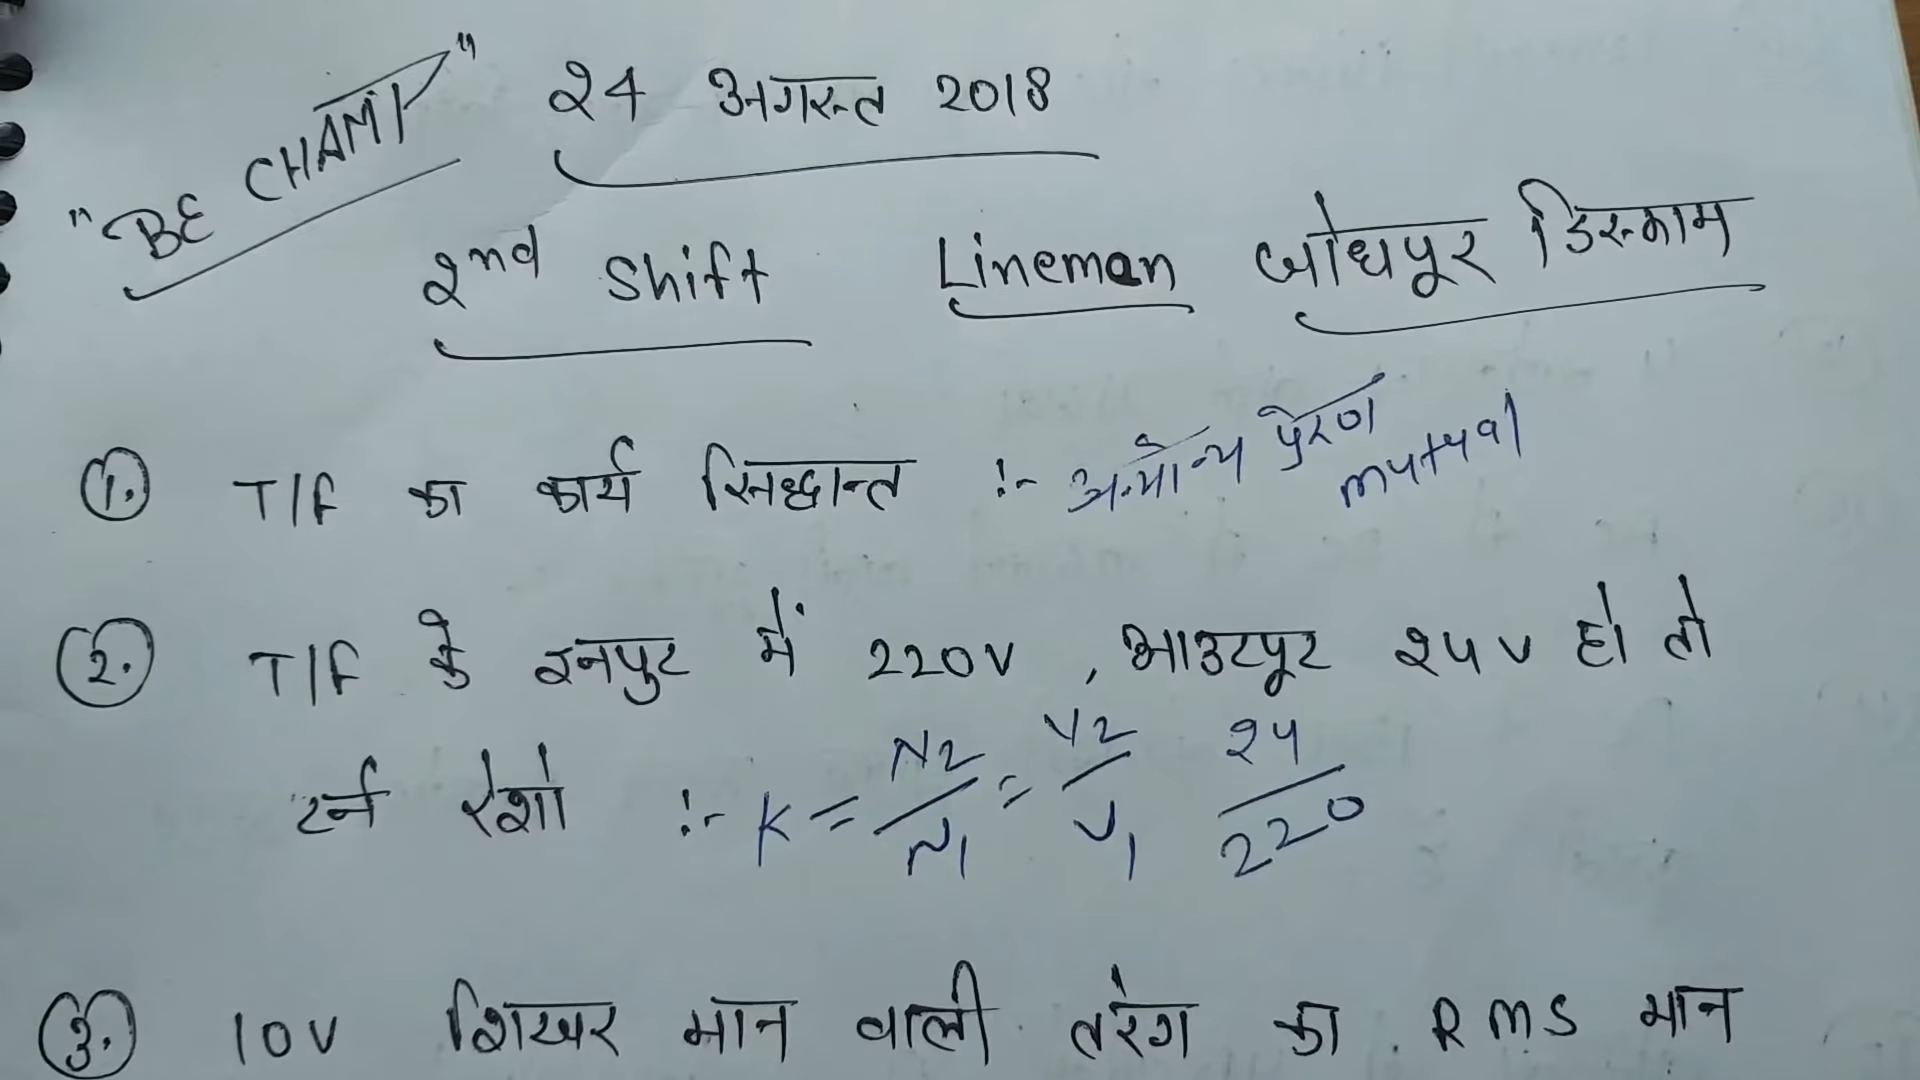 "BE CHAMP"
24 अगस्त 2018
2nd Shift Lineman जोधपूर डिस्काम
1. T/F का कार्य सिद्धान्त :- अन्योन्य प्रेरण mutual
2. T/F के इनपुट में 220V , आउटपूट 24V हो तो
टर्न रेशो :- K = N2/N1 = V2/V1 24/220
3. 10V शिखर मान वाली तरंग का RMS मान